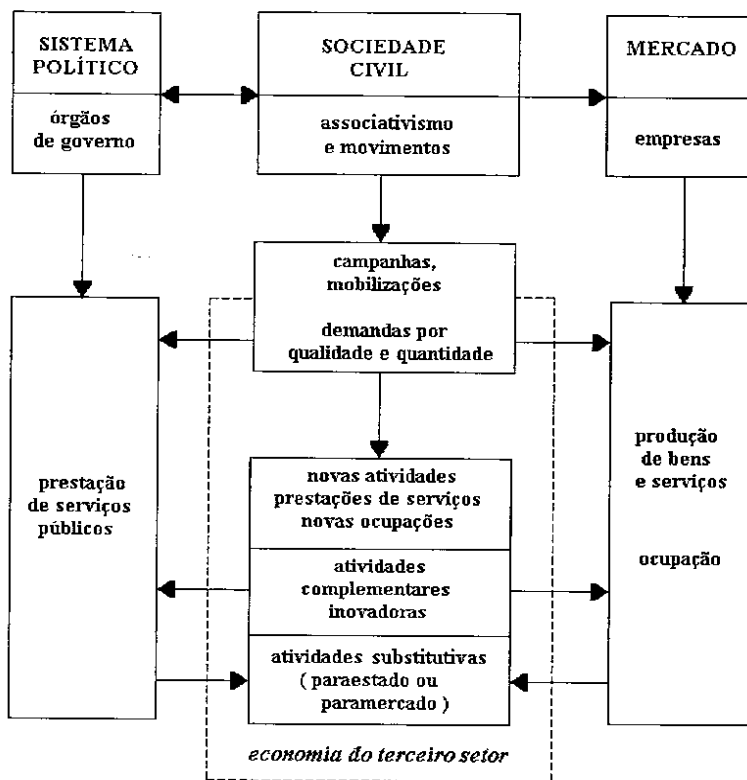 SISTEMA
POLÍTICO
órgãos
de governo
SOCIEDADE
CIVIL
associativismo
e movimentos
MERCADO
empresas
campanhas,
mobilizações
demandas por
qualidade e quantidade
prestação
de serviços
públicos
novas atividades
prestações de serviços
novas ocupações
atividades
complementares
inovadoras
atividades substitutivas
( paraestado ou
paramercado )
produção
de bens
e serviços
ocupação
economia do terceiro setor